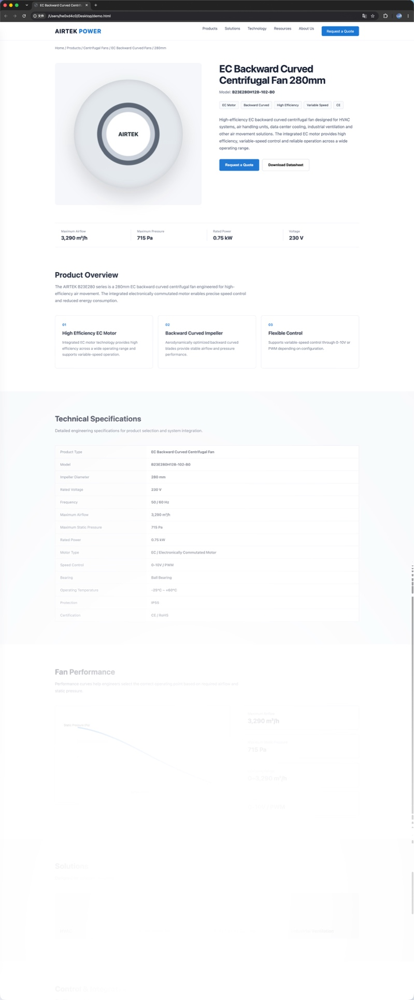 EC Backward Curved Centrifu
文件
/Users/he0xd4c0/Desktop/demo.html
AIRTEK POWER
Products
Solutions
Technology
Resources
About Us
Request a Quote
Home / Products / Centrifugal Fans / EC Backward Curved Fans / 280mm
AIRTEK
EC Backward Curved
Centrifugal Fan 280mm
Model: B23E280H128-102-B0
EC Motor
Backward Curved
High Efficiency
Variable Speed
CE
High-efficiency EC backward curved centrifugal fan designed for HVAC
systems, air handling units, data center cooling, industrial ventilation and
other air movement solutions. The integrated EC motor provides high
efficiency, variable-speed control and reliable operation across a wide
operating range.
Request a Quote
Download Datasheet
Maximum Airflow
3,290 m³/h
Maximum Pressure
715 Pa
Rated Power
0.75 kW
Voltage
230 V
Product Overview
The AIRTEK B23E280 series is a 280mm EC backward curved centrifugal fan engineered for high-
efficiency air movement. The integrated electronically commutated motor enables precise speed control
and reduced energy consumption.
01
High Efficiency EC Motor
Integrated EC motor technology provides high
efficiency across a wide operating range and
supports variable-speed operation.
02
Backward Curved Impeller
Aerodynamically optimized backward curved
blades provide stable airflow and pressure
performance.
03
Flexible Control
Supports variable-speed control through 0-10V or
PWM depending on configuration.
Technical Specifications
Detailed engineering specifications for product selection and system integration.
Product Type
EC Backward Curved Centrifugal Fan
Model
B23E280H128-102-B0
Impeller Diameter
280 mm
Rated Voltage
230 V
Frequency
50 / 60 Hz
Maximum Airflow
3,290 m³/h
Maximum Static Pressure
715 Pa
Rated Power
0.75 kW
Motor Type
EC / Electronically Commutated Motor
Speed Control
0-10V / PWM
Bearing
Ball Bearing
Operating Temperature
-25°C ~ +60°C
Protection
IP55
Certification
CE / RoHS
Fan Performance
Performance curves help engineers select the correct operating point based on required airflow and
static pressure.
Static Pressure (Pa)
3,290 m³/h
715 Pa
0–3,290 m³/h
Solutions
Control &